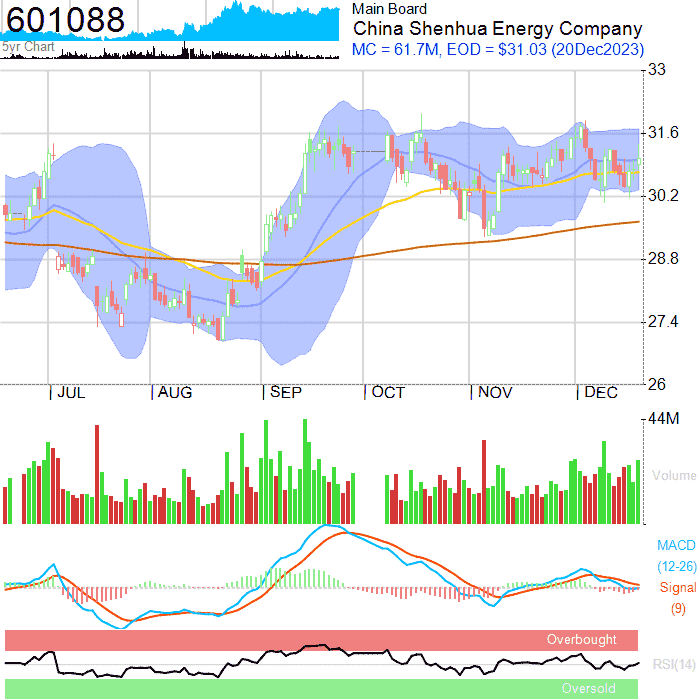 601088
5yr Chart
Main Board
China Shenhua Energy Company
MC = 61.7M, EOD = $31.03 (20Dec2023)
33
31.6
30.2
28.8
27.4
26
JUL
AUG
SEP
OCT
NOV
DEC
44M
Volume
MACD
(12-26)
Signal
(9)
Overbought
RSI(14)
Oversold